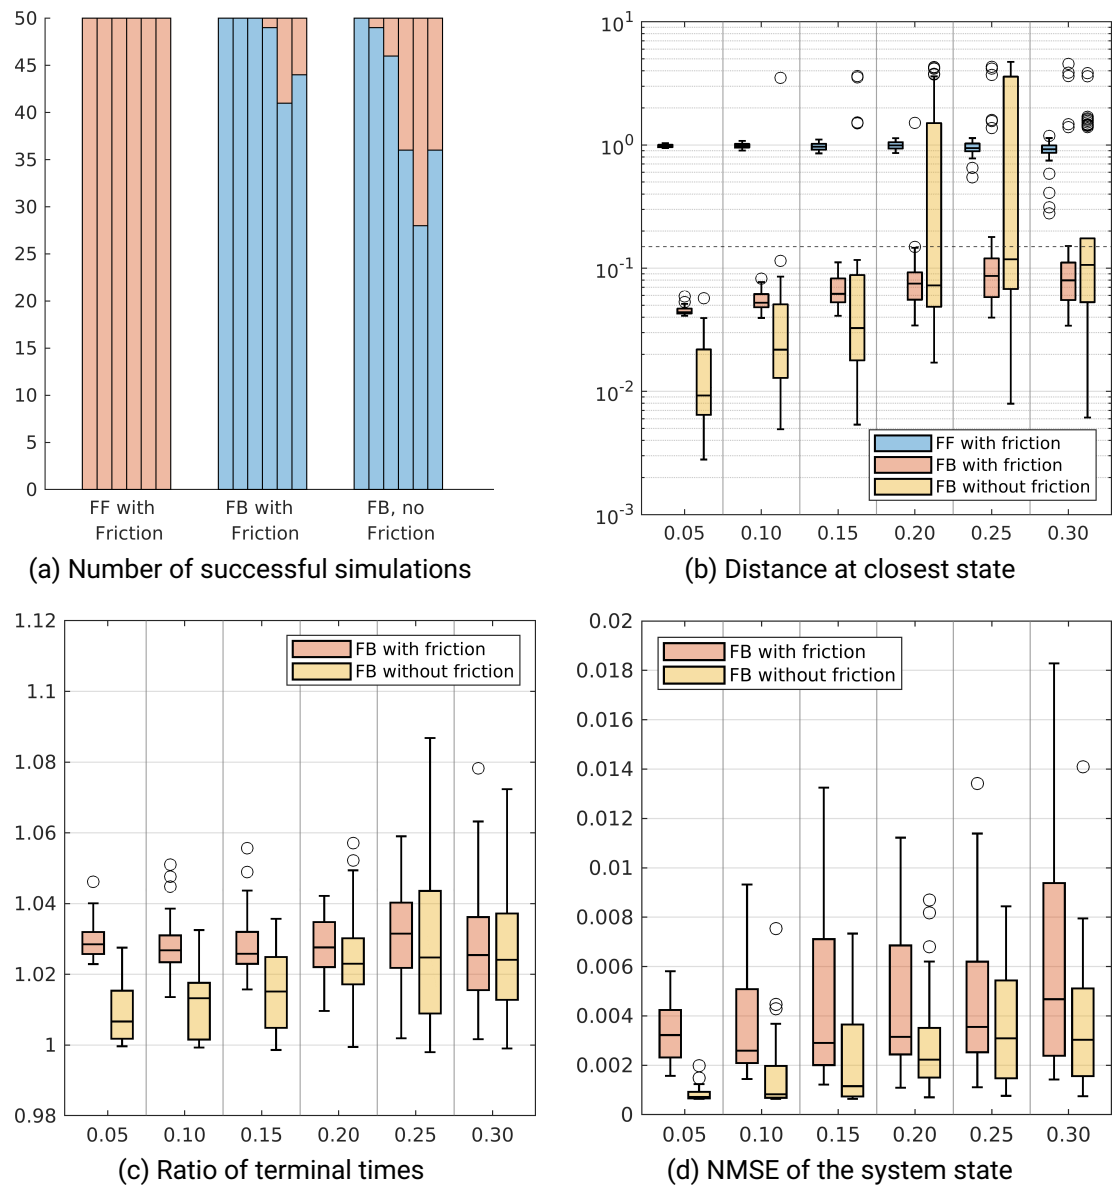 50
45
40
35
30
25
20
15
10
5
0
FF with
Friction
FB with
Friction
FB, no
Friction
(a) Number of successful simulations
10^1
10^0
10^-1
10^-2
10^-3
FF with friction
FB with friction
FB without friction
0.05 0.10 0.15 0.20 0.25 0.30
(b) Distance at closest state
1.12
1.1
1.08
1.06
1.04
1.02
1
0.98
FB with friction
FB without friction
0.05 0.10 0.15 0.20 0.25 0.30
(c) Ratio of terminal times
0.02
0.018
0.016
0.014
0.012
0.01
0.008
0.006
0.004
0.002
0
FB with friction
FB without friction
0.05 0.10 0.15 0.20 0.25 0.30
(d) NMSE of the system state